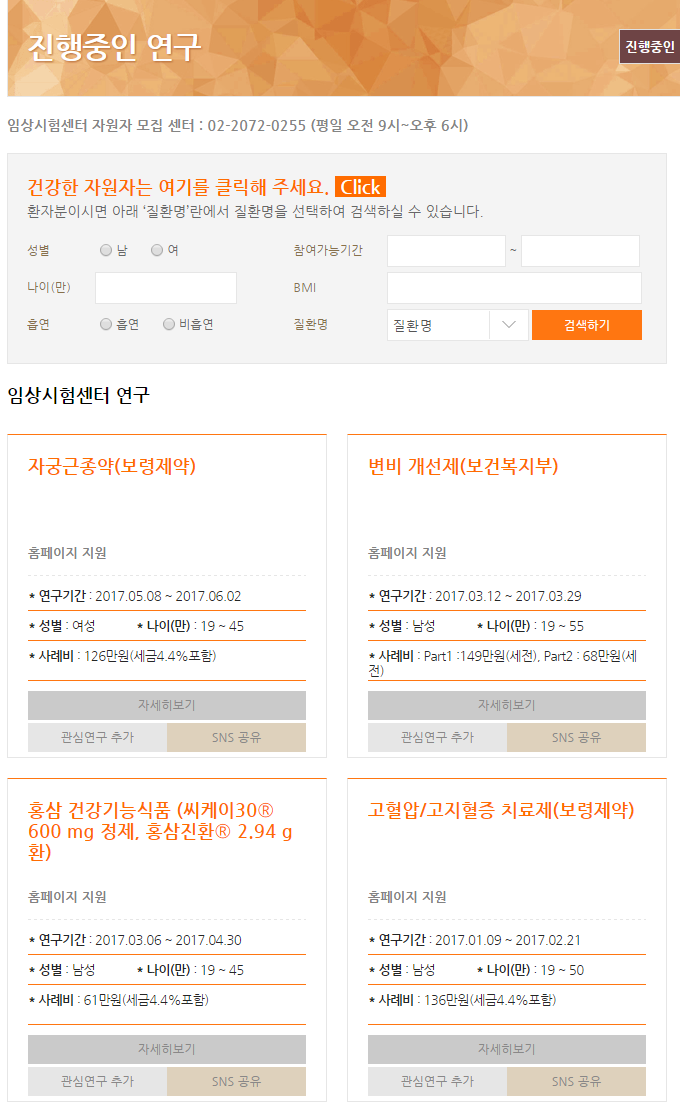 진행중인 연구
진행중인
임상시험센터 자원자 모집 센터 : 02-2072-0255 (평일 오전 9시~오후 6시)
건강한 자원자는 여기를 클릭해 주세요. Click
환자분이시면 아래 ‘질환명’란에서 질환명을 선택하여 검색하실 수 있습니다.
성별 남 여 참여가능기간 ~
나이(만) BMI
흡연 흡연 비흡연 질환명 질환명 검색하기
임상시험센터 연구
자궁근종약(보령제약)
홈페이지 지원
* 연구기간 : 2017.05.08 ~ 2017.06.02
* 성별 : 여성 * 나이(만) : 19 ~ 45
* 사례비 : 126만원(세금4.4%포함)
자세히보기
관심연구 추가 SNS 공유
변비 개선제(보건복지부)
홈페이지 지원
* 연구기간 : 2017.03.12 ~ 2017.03.29
* 성별 : 남성 * 나이(만) : 19 ~ 55
* 사례비 : Part1 :149만원(세전), Part2 : 68만원(세
전)
자세히보기
관심연구 추가 SNS 공유
홍삼 건강기능식품 (씨케이30®
600 mg 정제, 홍삼진환® 2.94 g
환)
홈페이지 지원
* 연구기간 : 2017.03.06 ~ 2017.04.30
* 성별 : 남성 * 나이(만) : 19 ~ 45
* 사례비 : 61만원(세금4.4%포함)
자세히보기
관심연구 추가 SNS 공유
고혈압/고지혈증 치료제(보령제약)
홈페이지 지원
* 연구기간 : 2017.01.09 ~ 2017.02.21
* 성별 : 남성 * 나이(만) : 19 ~ 50
* 사례비 : 136만원(세금4.4%포함)
자세히보기
관심연구 추가 SNS 공유